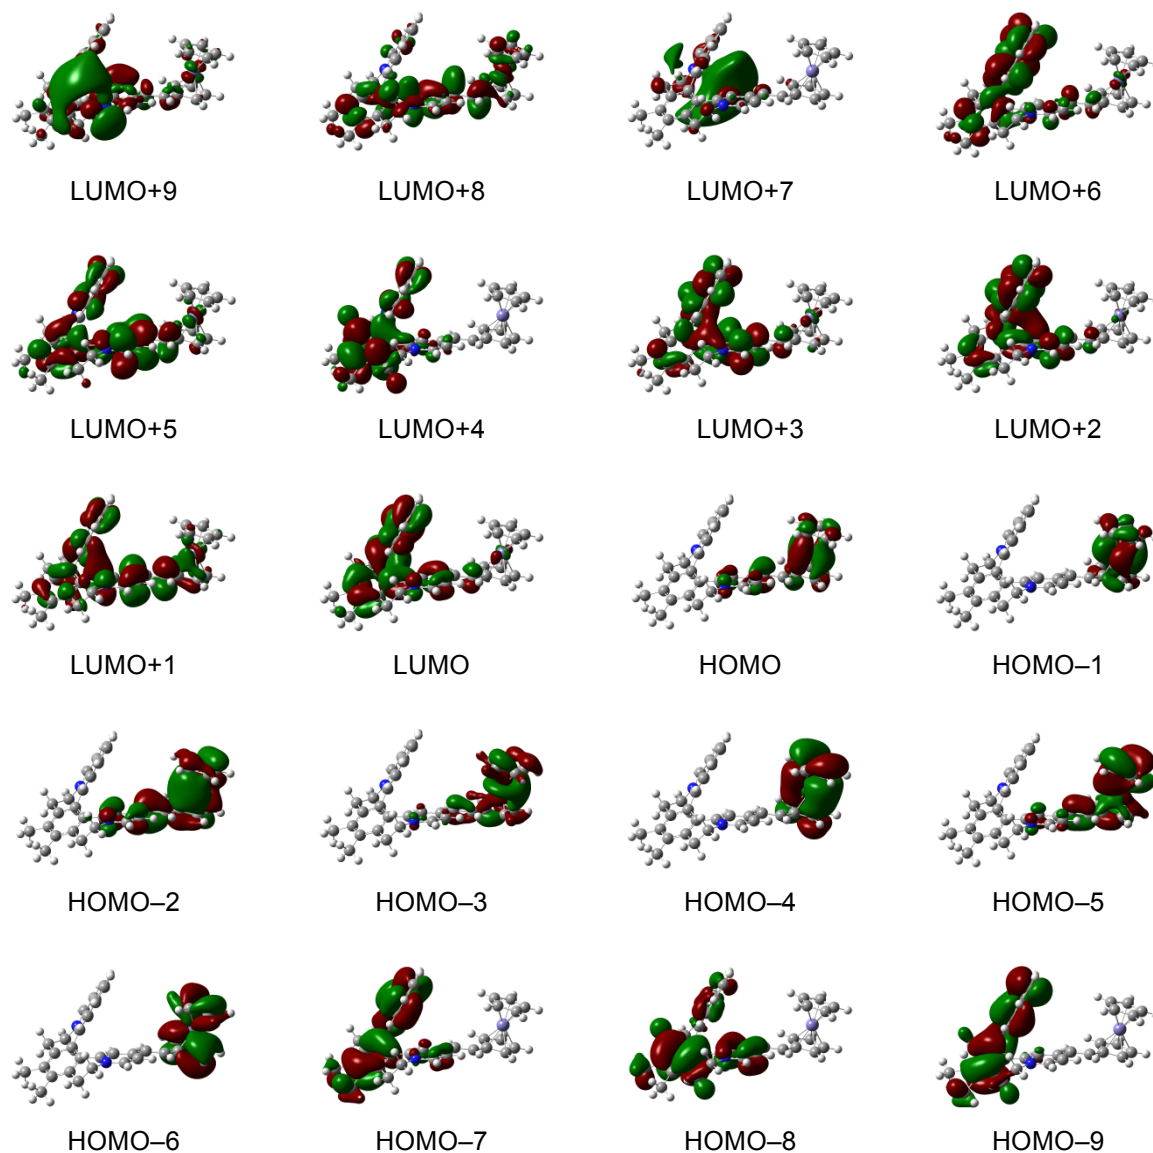 LUMO+9 LUMO+8 LUMO+7 LUMO+6
LUMO+5 LUMO+4 LUMO+3 LUMO+2
LUMO+1 LUMO HOMO HOMO–1
HOMO–2 HOMO–3 HOMO–4 HOMO–5
HOMO–6 HOMO–7 HOMO–8 HOMO–9